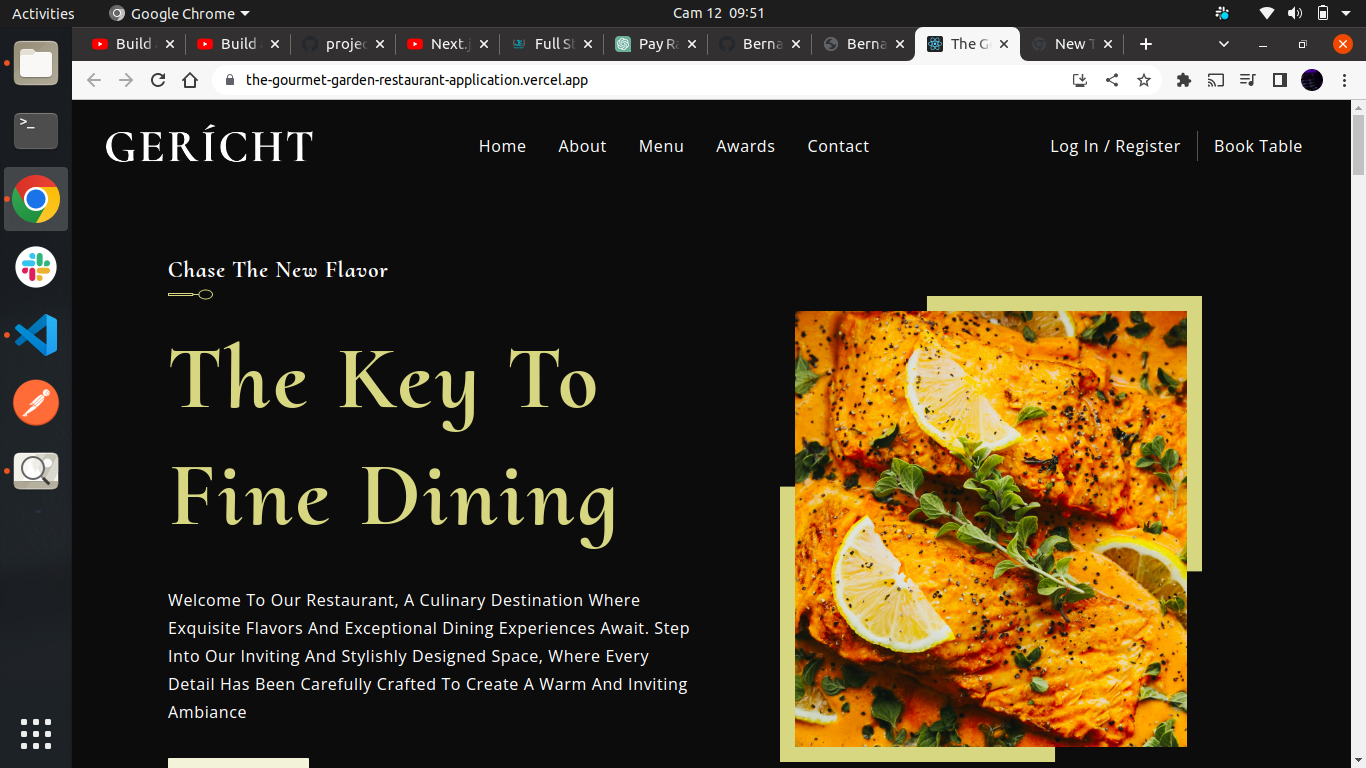 Activities
Google Chrome
Cam 12 09:51
Build
Build
projec
Next.j
Full St
Pay Ra
Berna
Berna
The G
New T
the-gourmet-garden-restaurant-application.vercel.app
GERÍCHT
Home
About
Menu
Awards
Contact
Log In / Register
Book Table
Chase The New Flavor
The Key To
Fine Dining
Welcome To Our Restaurant, A Culinary Destination Where
Exquisite Flavors And Exceptional Dining Experiences Await. Step
Into Our Inviting And Stylishly Designed Space, Where Every
Detail Has Been Carefully Crafted To Create A Warm And Inviting
Ambiance